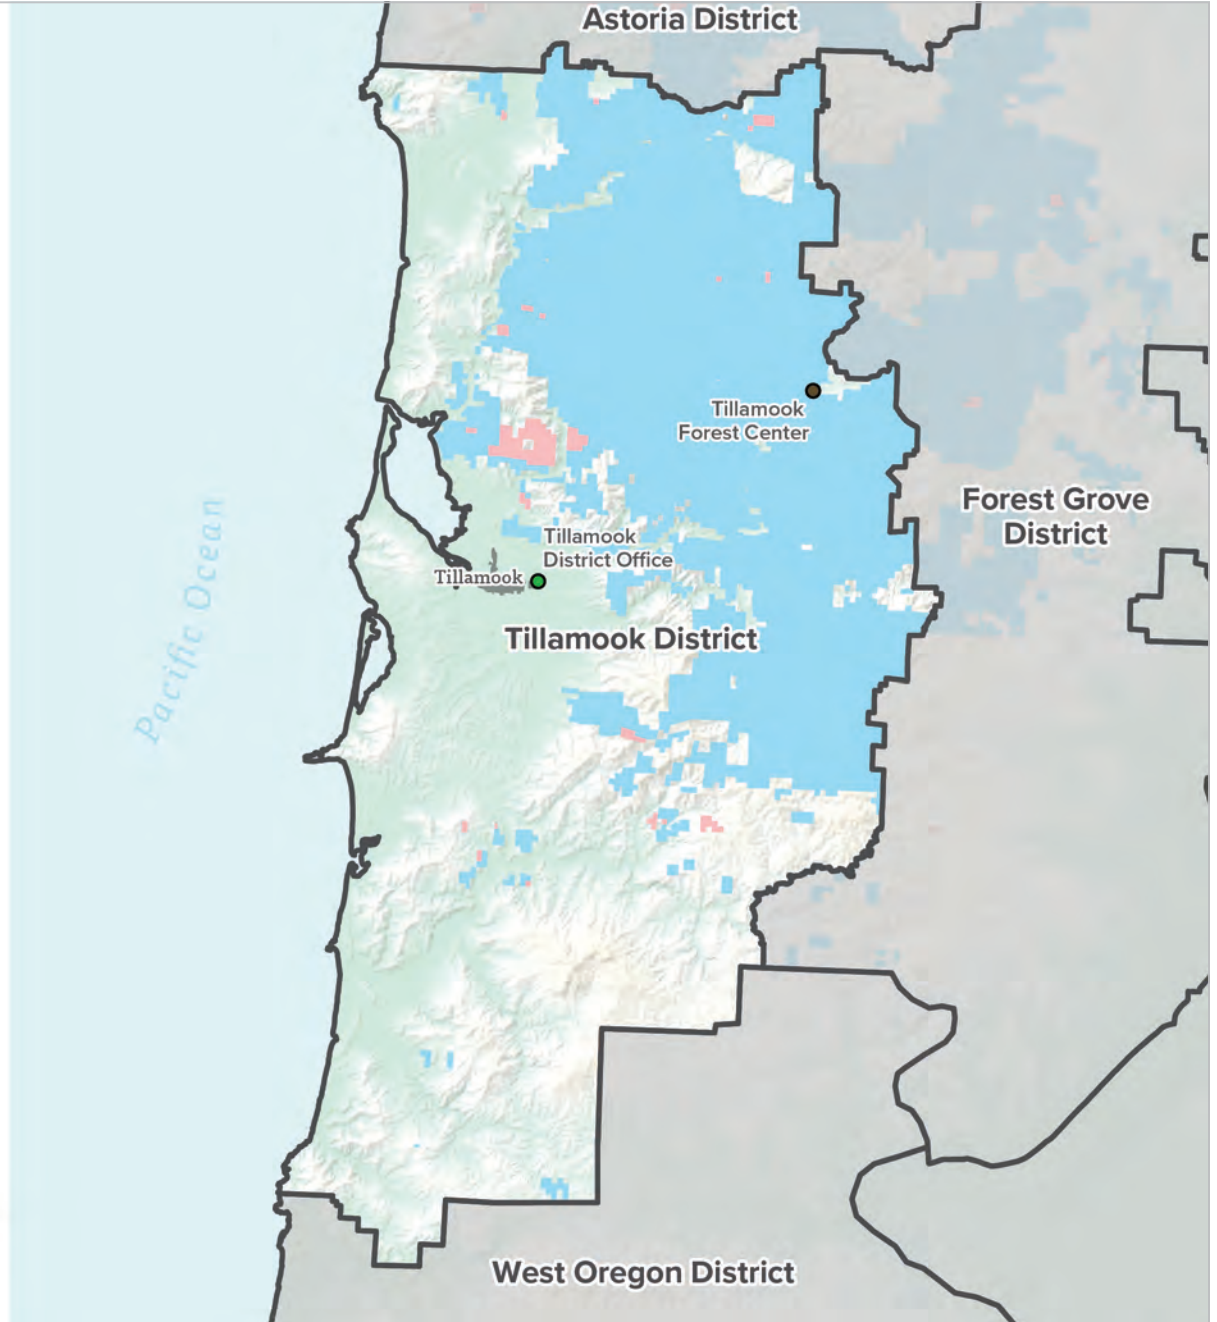 Astoria District
Tillamook
Forest Center
Forest Grove
District
Pacific Ocean
Tillamook
District Office
Tillamook
Tillamook District
West Oregon District